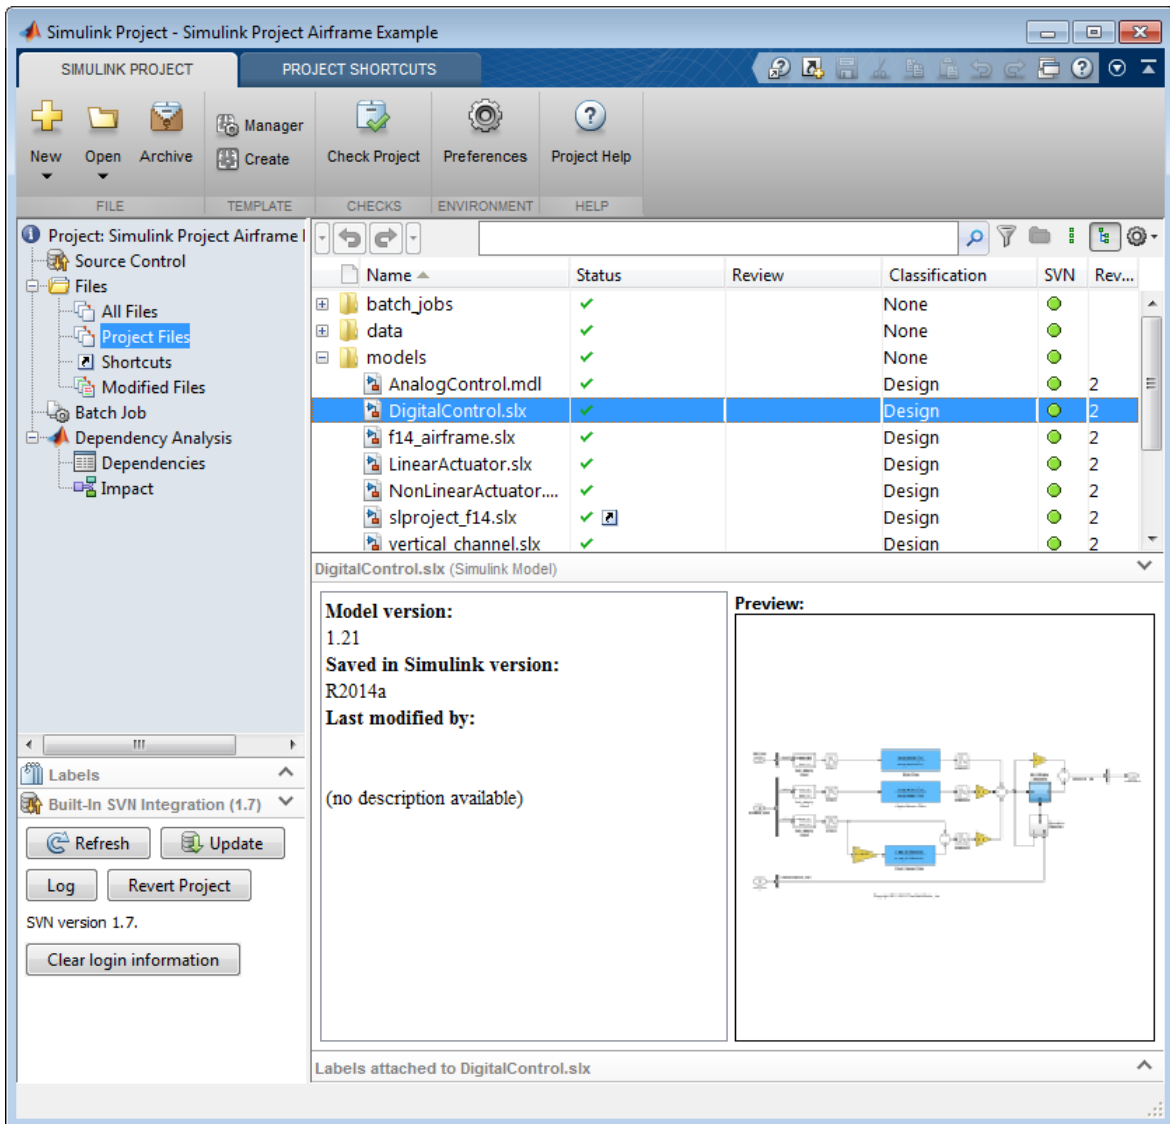 Simulink Project - Simulink Project Airframe Example
SIMULINK PROJECT
PROJECT SHORTCUTS
New
Open
Archive
Manager
Create
Check Project
Preferences
Project Help
FILE
TEMPLATE
CHECKS
ENVIRONMENT
HELP
Project: Simulink Project Airframe
Source Control
Files
All Files
Project Files
Shortcuts
Modified Files
Batch Job
Dependency Analysis
Dependencies
Impact
Name Status Review Classification SVN Rev...
batch_jobs None
data None
models None
AnalogControl.mdl Design 2
DigitalControl.slx Design 2
f14_airframe.slx Design 2
LinearActuator.slx Design 2
NonLinearActuator.... Design 2
slproject_f14.slx Design 2
vertical_channel.slx Design 2
DigitalControl.slx (Simulink Model)
Model version:
1.21
Saved in Simulink version:
R2014a
Last modified by:
(no description available)
Preview:
Labels
Built-In SVN Integration (1.7)
Refresh
Update
Log
Revert Project
SVN version 1.7.
Clear login information
Labels attached to DigitalControl.slx